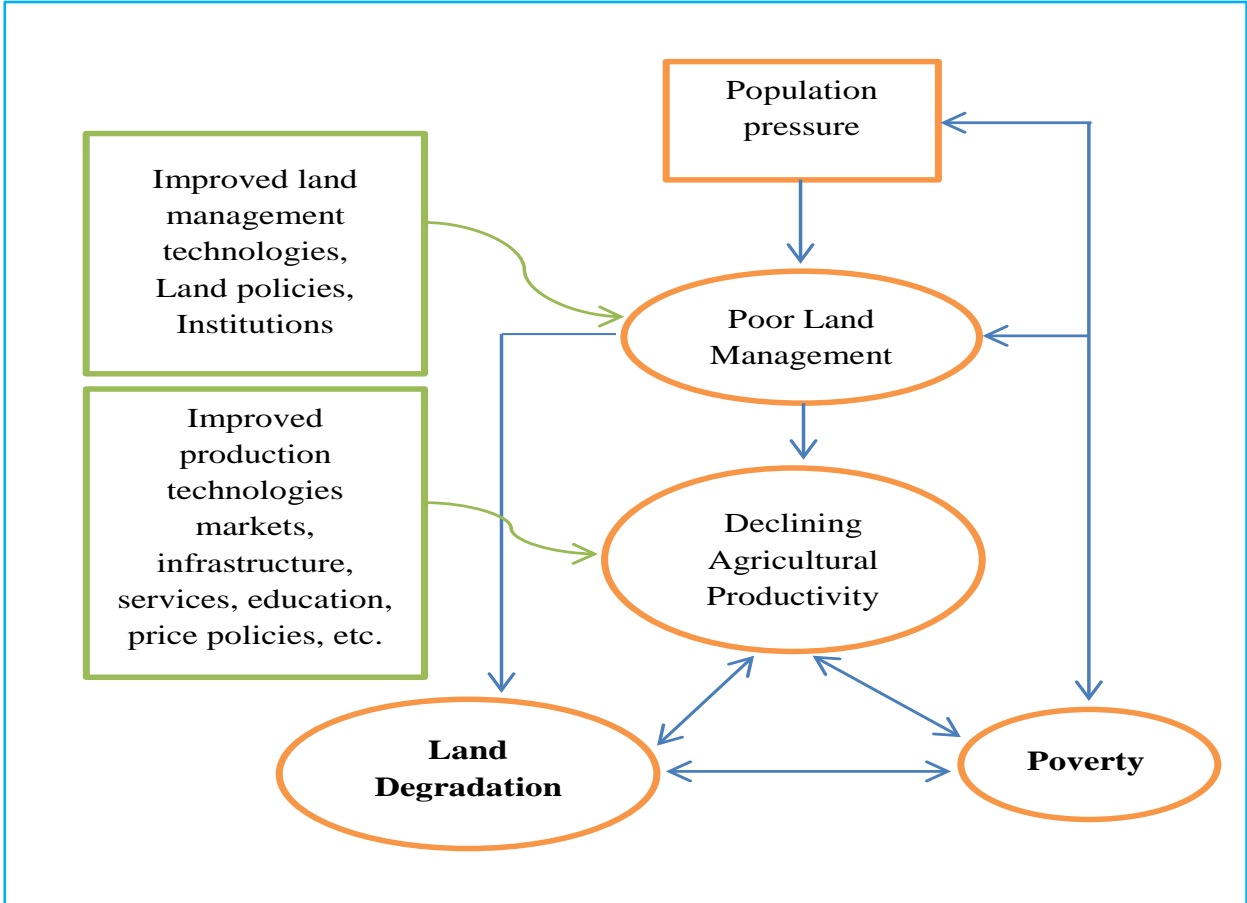 Population
pressure
Improved land
management
technologies,
Land policies,
Institutions
Poor Land
Management
Improved
production
technologies
markets,
infrastructure,
services, education,
price policies, etc.
Declining
Agricultural
Productivity
Land
Degradation
Poverty